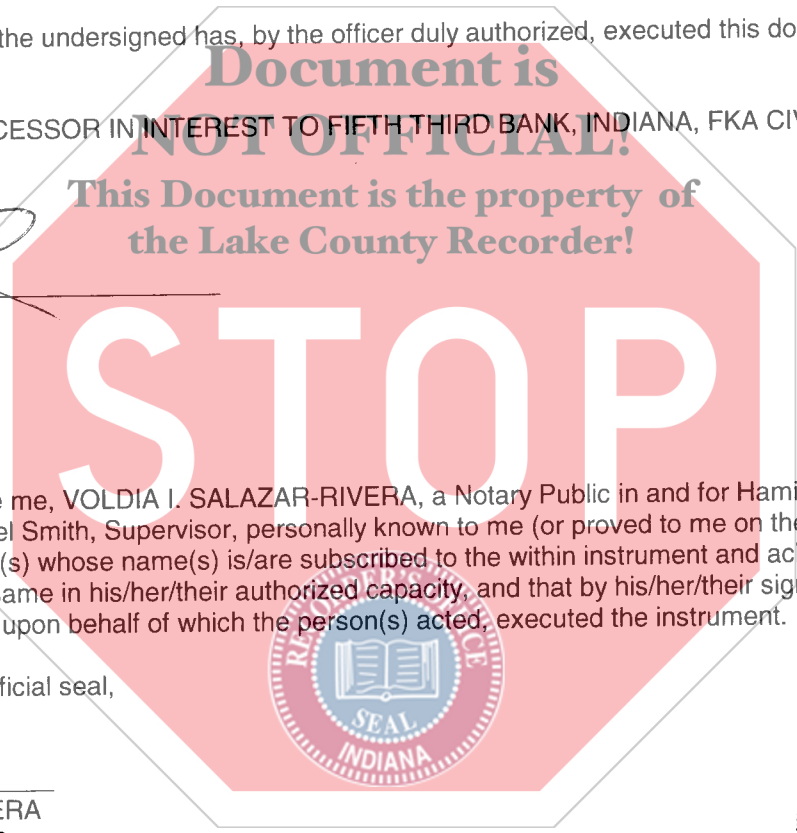 the undersigned has, by the officer duly authorized, executed this do
Document is
CESSOR IN INTEREST TO FIFTH THIRD BANK, INDIANA, FKA CIV
NOT OFFICIAL!
This Document is the property of
the Lake County Recorder!
STOP
e me, VOLDIA I. SALAZAR-RIVERA, a Notary Public in and for Hami
el Smith, Supervisor, personally known to me (or proved to me on the
(s) whose name(s) is/are subscribed to the within instrument and ac
same in his/her/their authorized capacity, and that by his/her/their sig
upon behalf of which the person(s) acted, executed the instrument.
RECORDER'S OFFICE
ficial seal,
SEAL
INDIANA
ERA